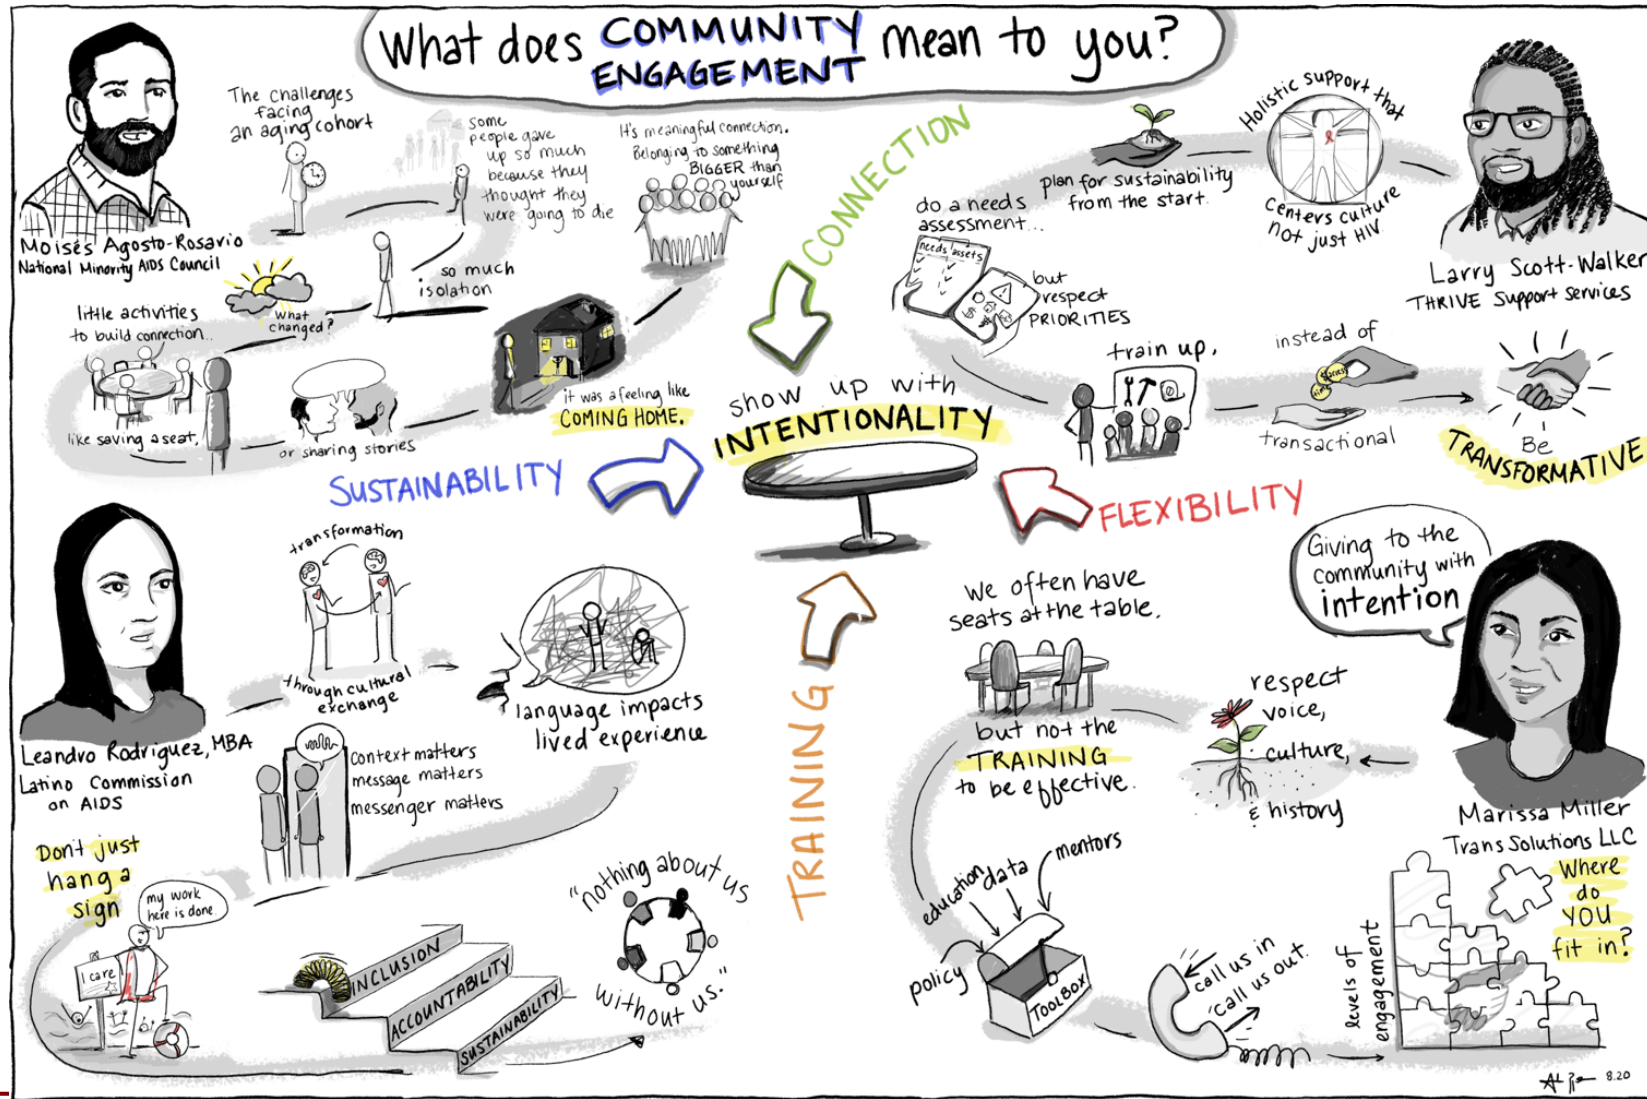 What does COMMUNITY
ENGAGEMENT mean to you?
Moisés Agosto-Rosario
National Minority AIDS Council
The challenges
facing
an aging cohort
some
people gave
up so much
because they
thought they
were going to die
so much
isolation
What
changed?
little activities
to build connection..
like saving a seat,
or sharing stories
it was a feeling like
COMING HOME.
It's meaningful connection.
Belonging to something
BIGGER than
yourself
CONNECTION
SUSTAINABILITY
FLEXIBILITY
TRAINING
show up with
INTENTIONALITY
Larry Scott-Walker
THRIVE Support Services
Holistic support that
centers culture
not just HIV
plan for sustainability
from the start.
do a needs
assessment...
needs assets
but
respect
PRIORITIES
train up,
instead of
transactional
Be
TRANSFORMATIVE
Leandro Rodriguez, MBA
Latino Commission
on AIDS
transformation
through cultural
exchange
language impacts
lived experience
Context matters
message matters
messenger matters
Don't just
hang a
sign
my work
here is done.
I care
INCLUSION
ACCOUNTABILITY
SUSTAINABILITY
"nothing about us
without us."
Giving to the
community with
intention
Marissa Miller
Trans Solutions LLC
respect
voice,
culture,
& history
We often have
seats at the table.
but not the
TRAINING
to be effective.
policy
education
data
mentors
TOOLBOX
call us in
"call us out.
levels of
engagement
Where
do
YOU
fit in?
8.20